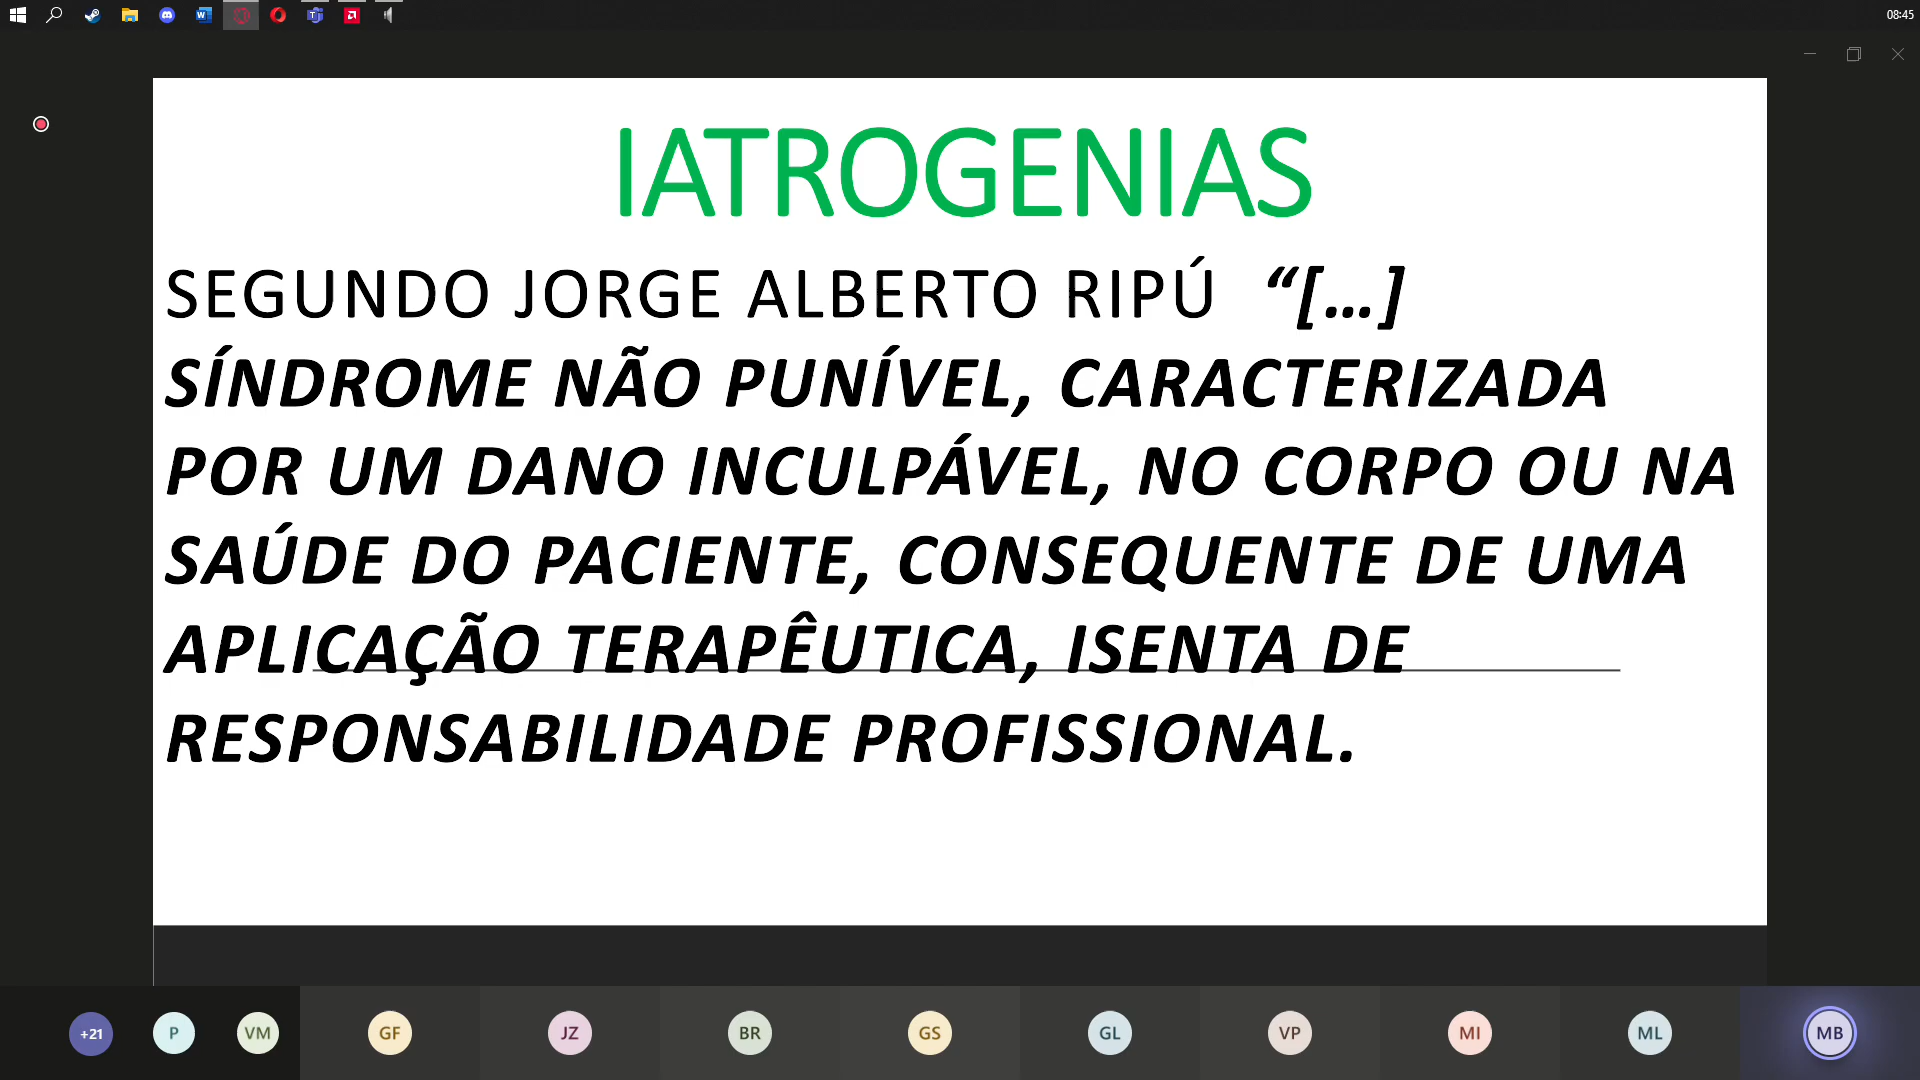 08:45
IATROGENIAS
SEGUNDO JORGE ALBERTO RIPÚ “[...]
SÍNDROME NÃO PUNÍVEL, CARACTERIZADA
POR UM DANO INCULPÁVEL, NO CORPO OU NA
SAÚDE DO PACIENTE, CONSEQUENTE DE UMA
APLICAÇÃO TERAPÊUTICA, ISENTA DE
RESPONSABILIDADE PROFISSIONAL.
+21 P VM GF JZ BR GS GL VP MI ML MB